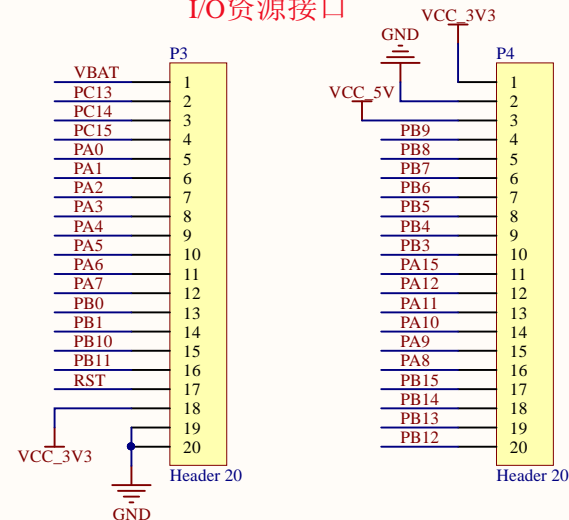 I/O资源接口
P3
VBAT 1
PC13 2
PC14 3
PC15 4
PA0 5
PA1 6
PA2 7
PA3 8
PA4 9
PA5 10
PA6 11
PA7 12
PB0 13
PB1 14
PB10 15
PB11 16
RST 17
18
19
20
VCC_3V3
GND
Header 20
VCC_3V3
GND
VCC_5V
P4
1
2
3
PB9 4
PB8 5
PB7 6
PB6 7
PB5 8
PB4 9
PB3 10
PA15 11
PA12 12
PA11 13
PA10 14
PA9 15
PA8 16
PB15 17
PB14 18
PB13 19
PB12 20
Header 20